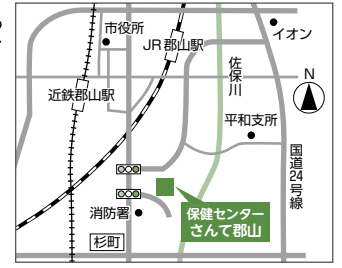 市役所
イオン
JR郡山駅
佐保川
近鉄郡山駅
N
平和支所
国道24号線
保健センター
さんて郡山
消防署
杉町